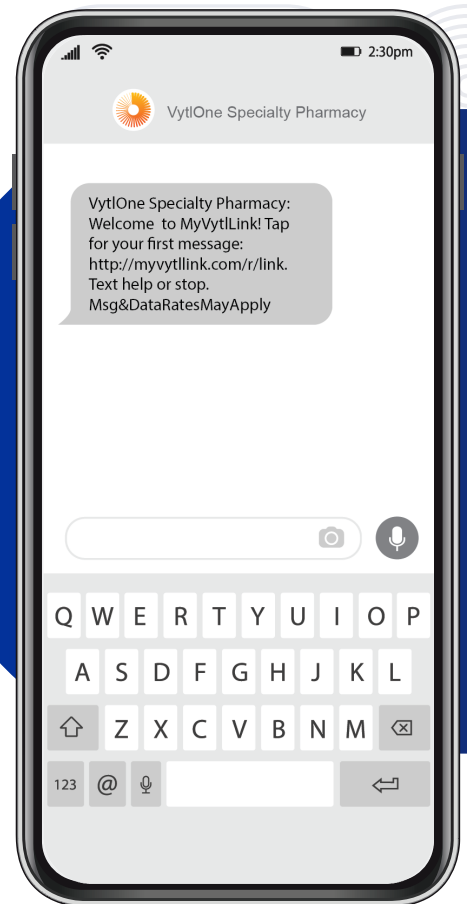 2:30pm
VytlOne Specialty Pharmacy
VytlOne Specialty Pharmacy:
Welcome to MyVytlLink! Tap
for your first message:
http://myvytllink.com/r/link.
Text help or stop.
Msg&DataRatesMayApply
Q W E R T Y U I O P
A S D F G H J K L
Z X C V B N M
123 @